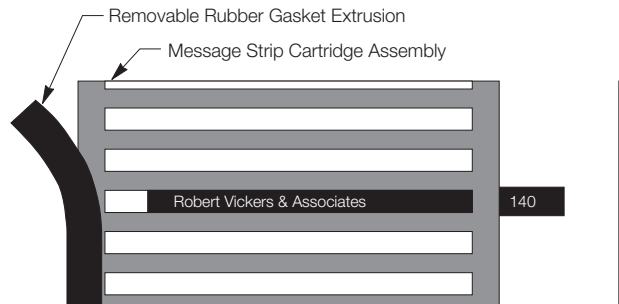 Removable Rubber Gasket Extrusion
Message Strip Cartridge Assembly
Robert Vickers & Associates
140